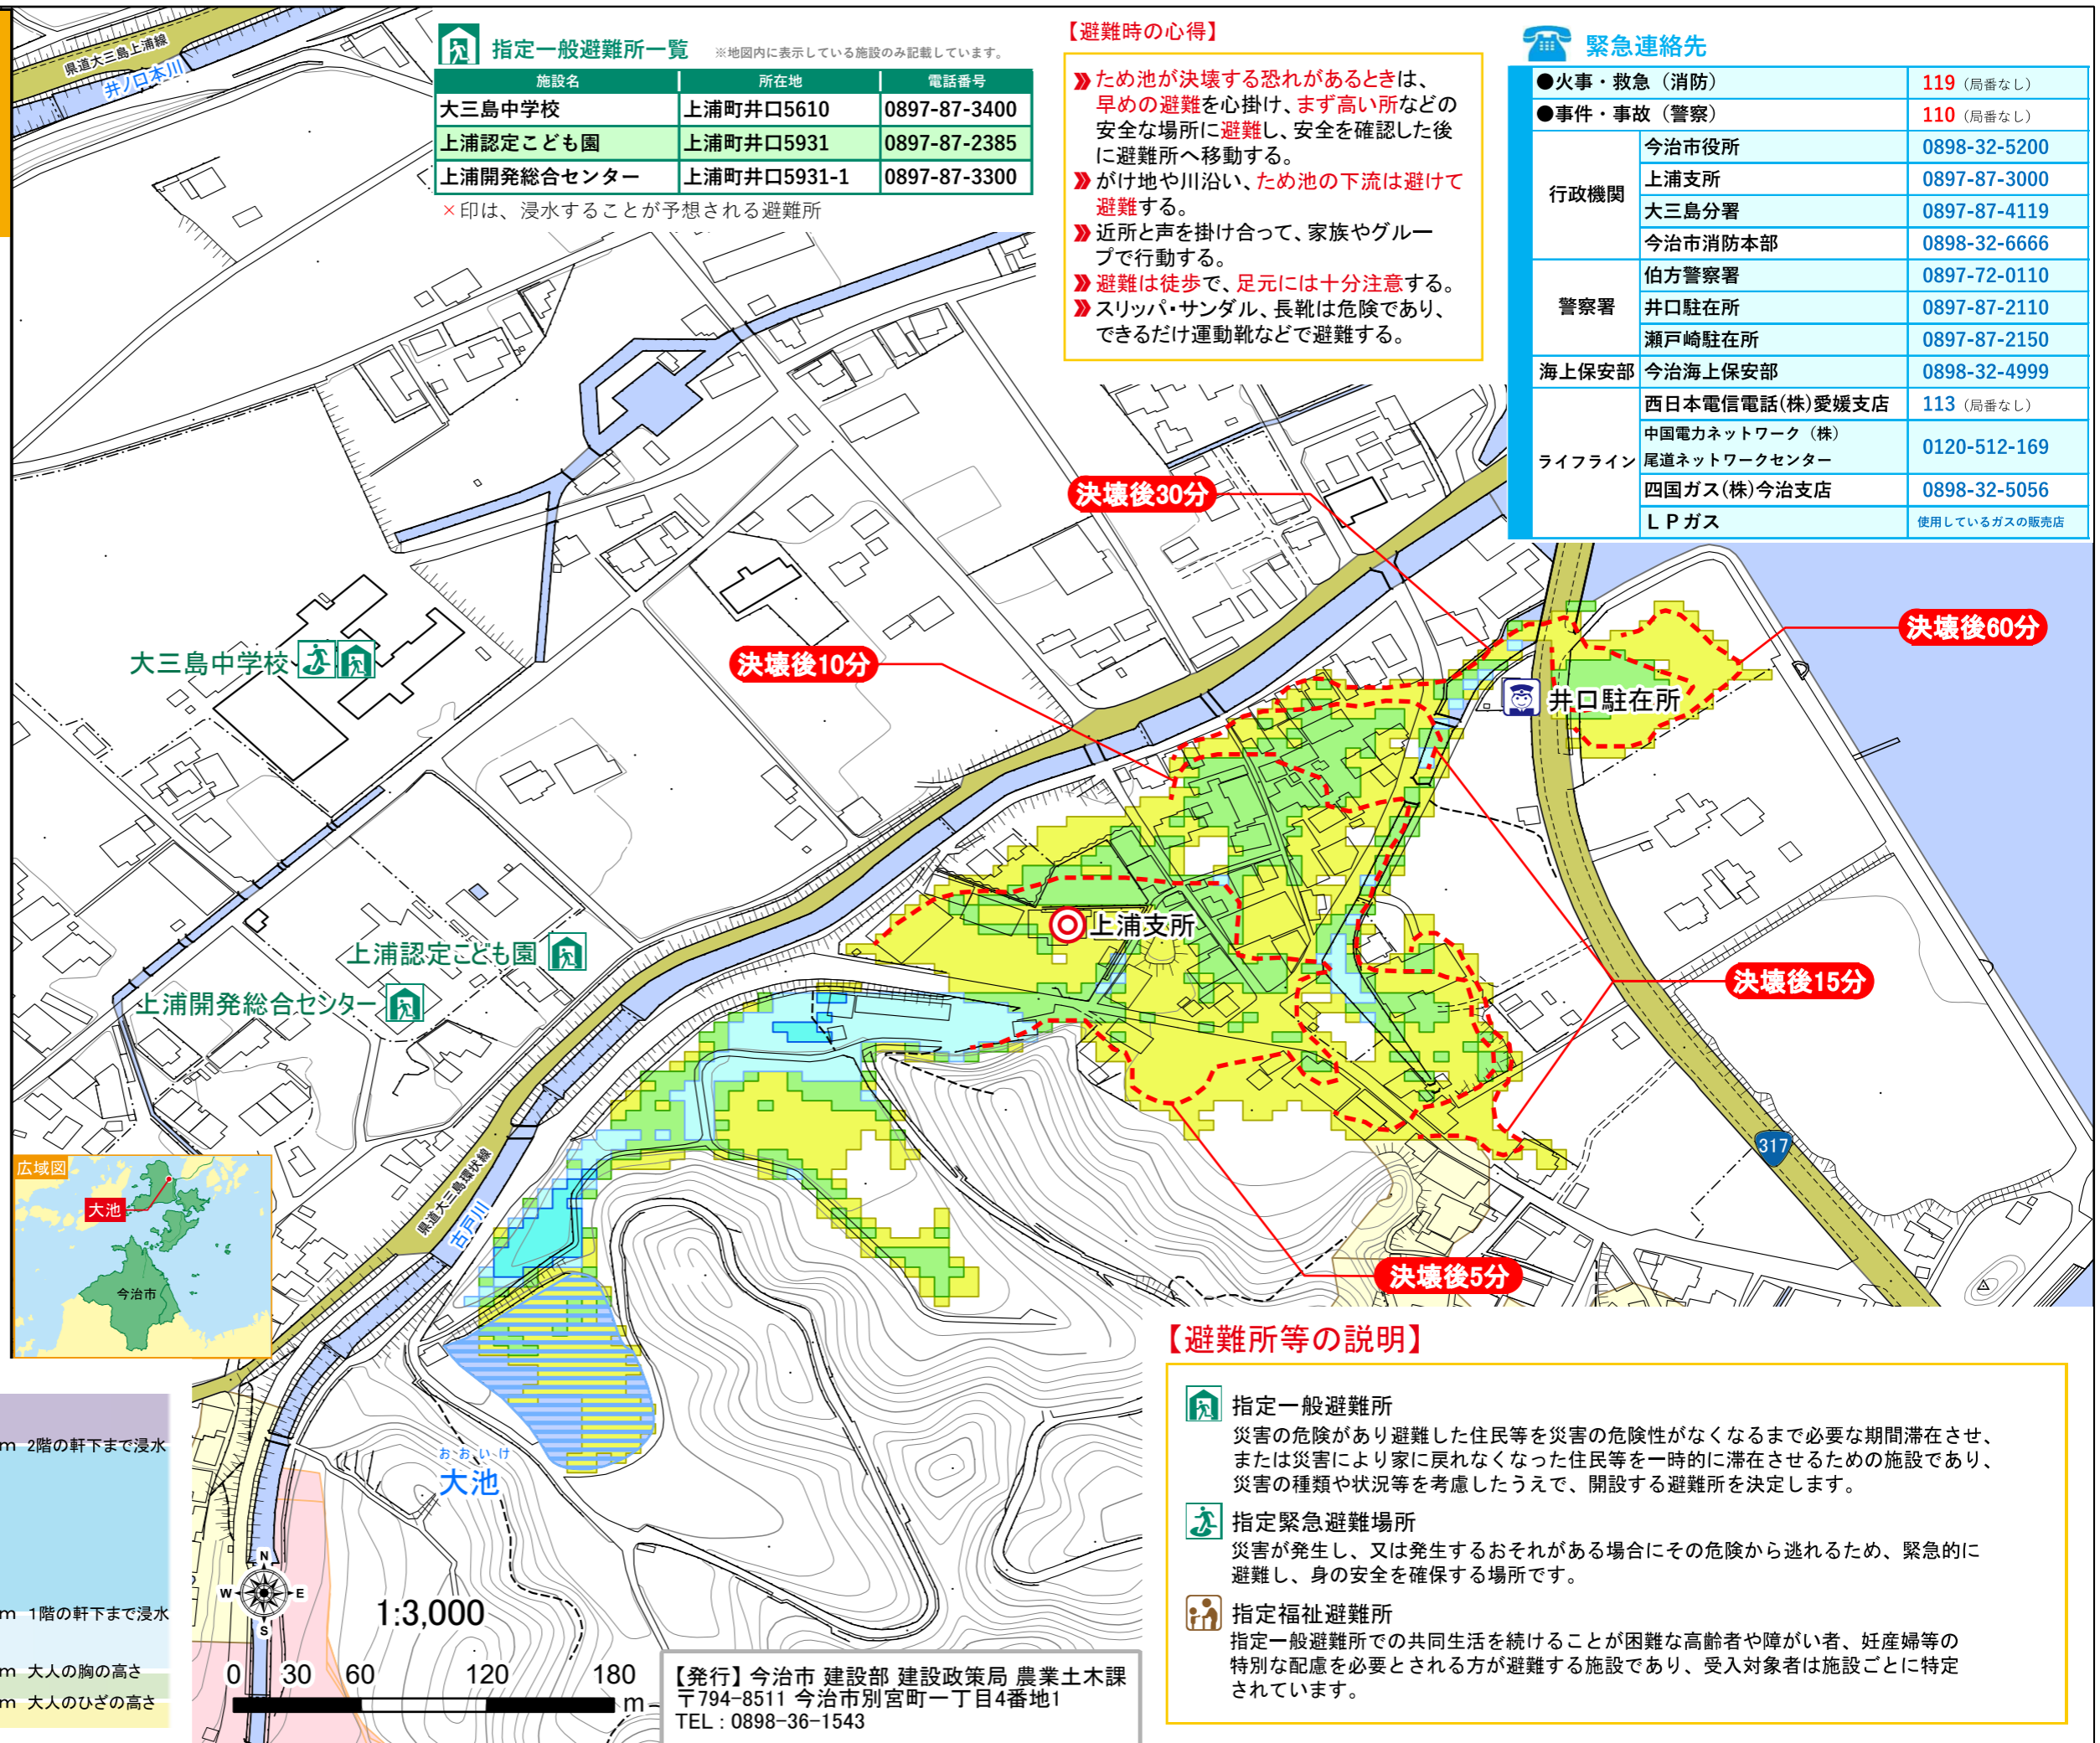 県道大三島上浦線
井ノ口本川
指定一般避難所一覧 ※地図内に表示している施設のみ記載しています。
施設名 所在地 電話番号
大三島中学校 上浦町井口5610 0897-87-3400
上浦認定こども園 上浦町井口5931 0897-87-2385
上浦開発総合センター 上浦町井口5931-1 0897-87-3300
×印は、浸水することが予想される避難所
【避難時の心得】
ため池が決壊する恐れがあるときは、
早めの避難を心掛け、まず高い所などの
安全な場所に避難し、安全を確認した後
に避難所へ移動する。
がけ地や川沿い、ため池の下流は避けて
避難する。
近所と声を掛け合って、家族やグルー
プで行動する。
避難は徒歩で、足元には十分注意する。
スリッパ・サンダル、長靴は危険であり、
できるだけ運動靴などで避難する。
緊急連絡先
●火事・救急（消防） 119（局番なし）
●事件・事故（警察） 110（局番なし）
行政機関
今治市役所 0898-32-5200
上浦支所 0897-87-3000
大三島分署 0897-87-4119
今治市消防本部 0898-32-6666
警察署
伯方警察署 0897-72-0110
井口駐在所 0897-87-2110
瀬戸崎駐在所 0897-87-2150
海上保安部 今治海上保安部 0898-32-4999
ライフライン
西日本電信電話(株)愛媛支店 113（局番なし）
中国電力ネットワーク（株）
尾道ネットワークセンター 0120-512-169
四国ガス(株)今治支店 0898-32-5056
ＬＰガス 使用しているガスの販売店
決壊後30分
決壊後60分
大三島中学校
決壊後10分
井口駐在所
上浦支所
上浦認定こども園
決壊後15分
上浦開発総合センター
317
県道大三島環状線
古戸川
広域図
大池
今治市
決壊後5分
おおいけ
大池
m 2階の軒下まで浸水
m 1階の軒下まで浸水
m 大人の胸の高さ
m 大人のひざの高さ
N
W E
S
1:3,000
0 30 60 120 180
m
【発行】今治市 建設部 建設政策局 農業土木課
〒794-8511 今治市別宮町一丁目4番地1
TEL：0898-36-1543
【避難所等の説明】
指定一般避難所
災害の危険があり避難した住民等を災害の危険性がなくなるまで必要な期間滞在させ、
または災害により家に戻れなくなった住民等を一時的に滞在させるための施設であり、
災害の種類や状況等を考慮したうえで、開設する避難所を決定します。
指定緊急避難場所
災害が発生し、又は発生するおそれがある場合にその危険から逃れるため、緊急的に
避難し、身の安全を確保する場所です。
指定福祉避難所
指定一般避難所での共同生活を続けることが困難な高齢者や障がい者、妊産婦等の
特別な配慮を必要とされる方が避難する施設であり、受入対象者は施設ごとに特定
されています。